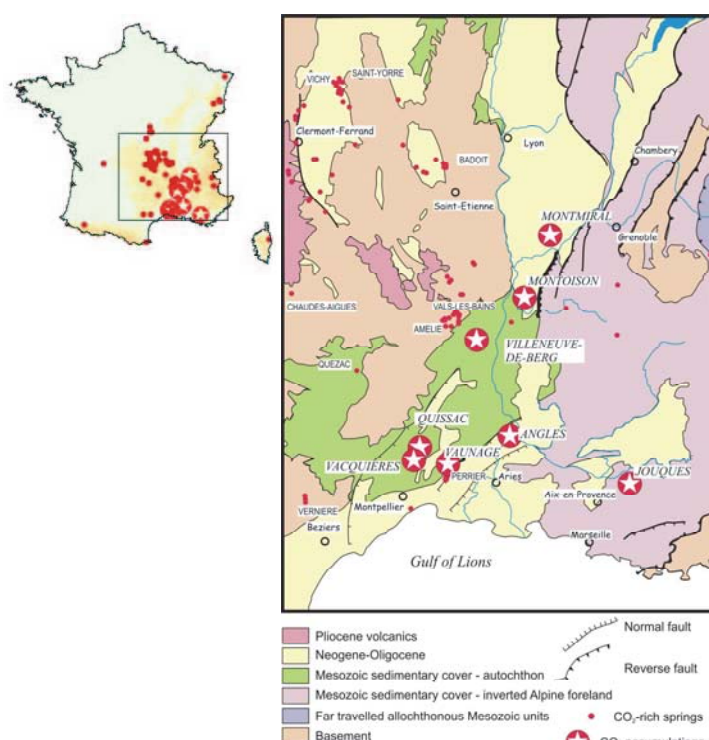 VICHY
SAINT-YORRE
Clermont-Ferrand
Lyon
BADOIT
Chambery
Saint-Etienne
MONTMIRAL
Grenoble
MONTOISON
CHAUDES-AIGUES
VALS-LES-BAINS
AMELIE
VILLENEUVE-
DE-BERG
QUEZAC
QUISSAC
ANGLES
VAUNAGE
VACQUIÈRES
PERRIER
Arles
JOUQUES
Aix en Provence
Montpellier
VERNIERE
Beziers
Marseille
Gulf of Lions
Pliocene volcanics
Normal fault
Neogene-Oligocene
Mesozoic sedimentary cover - autochthon
Reverse fault
Mesozoic sedimentary cover - inverted Alpine foreland
Far travelled allochthonous Mesozoic units
CO₂-rich springs
Basement